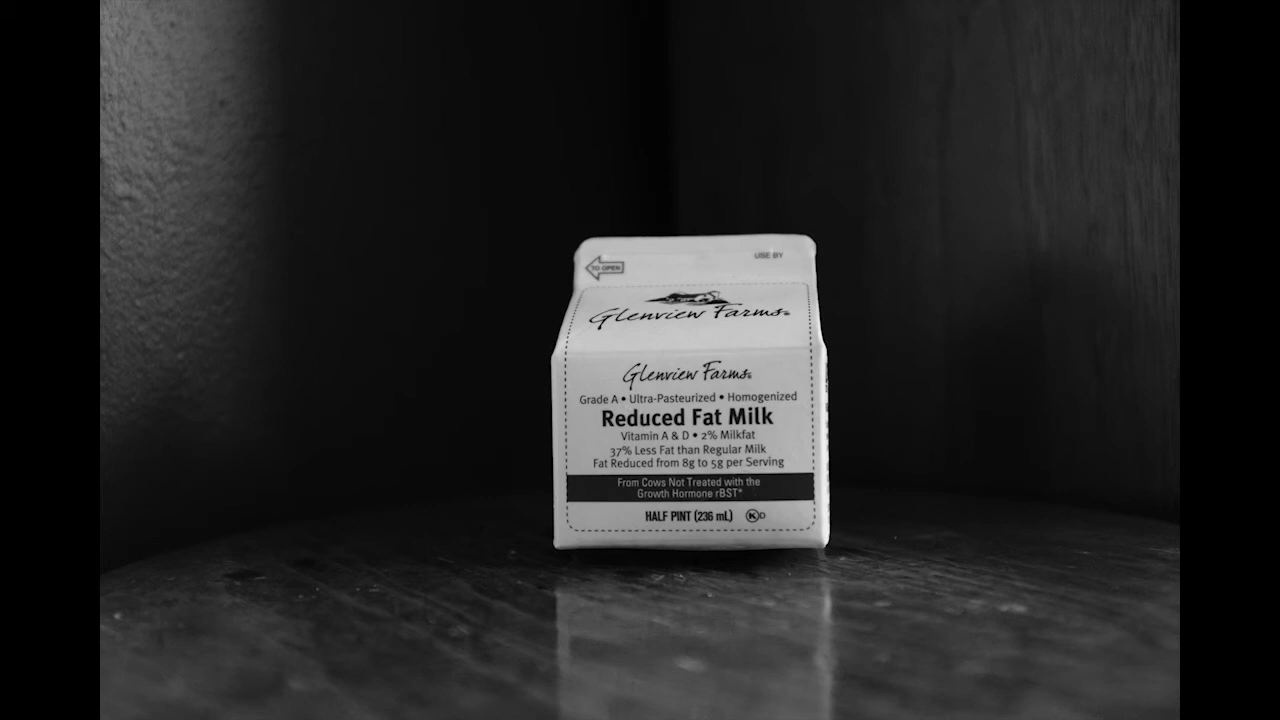 TO OPEN
USE BY
Glenview Farms®
Glenview Farms®
Grade A • Ultra-Pasteurized • Homogenized
Reduced Fat Milk
Vitamin A & D • 2% Milkfat
37% Less Fat than Regular Milk
Fat Reduced from 8g to 5g per Serving
From Cows Not Treated with the
Growth Hormone rBST*
HALF PINT (236 mL) K D